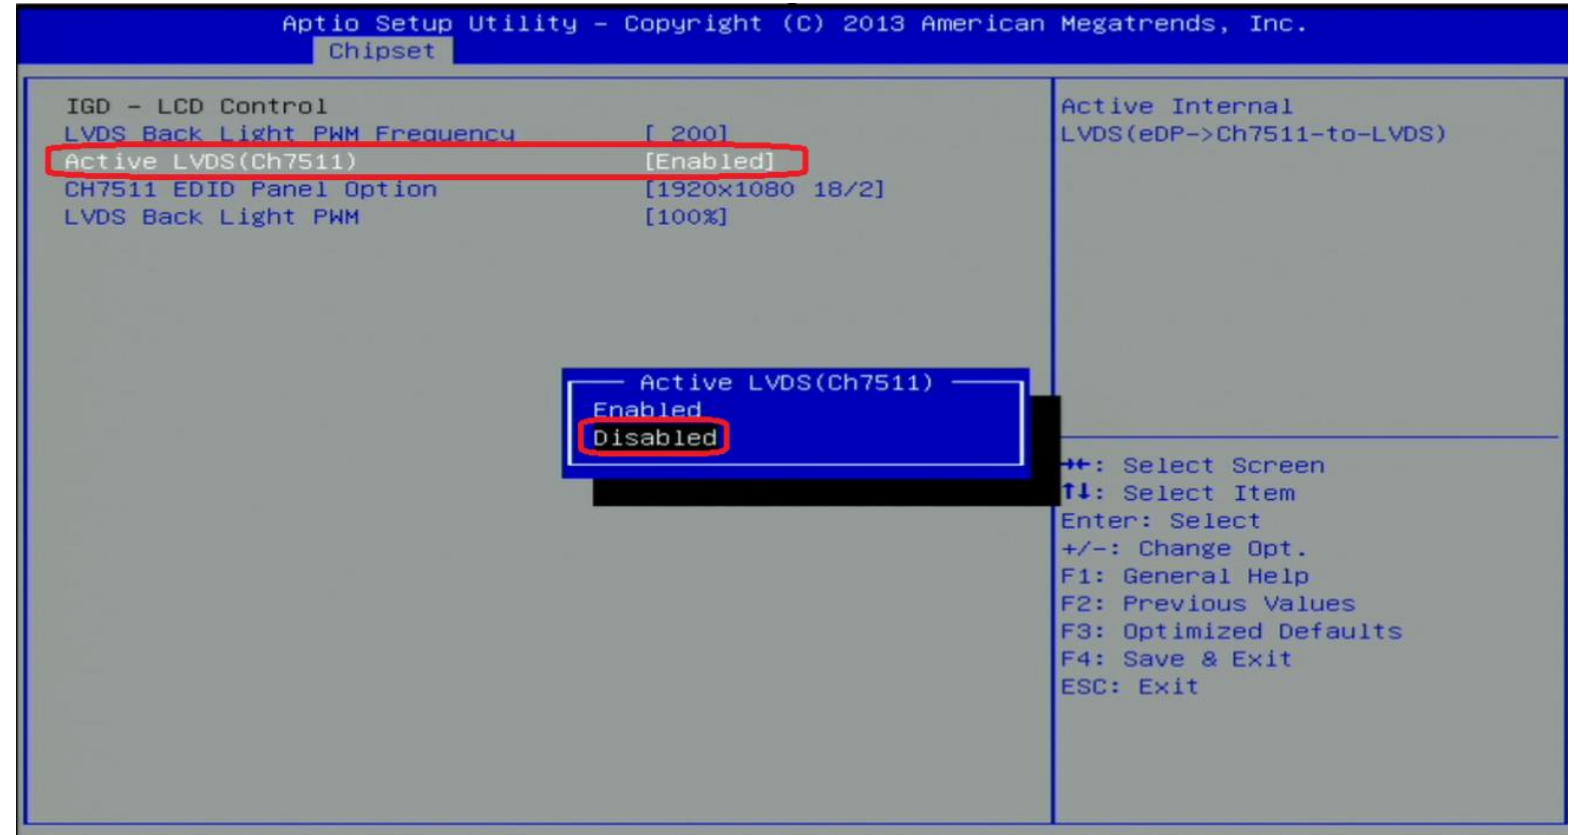 Aptio Setup Utility – Copyright (C) 2013 American Megatrends, Inc.
Chipset
IGD – LCD Control
LVDS Back Light PWM Frequency [ 200]
Active LVDS(Ch7511) [Enabled]
CH7511 EDID Panel Option [1920x1080 18/2]
LVDS Back Light PWM [100%]
Active Internal
LVDS(eDP->Ch7511-to-LVDS)
Active LVDS(Ch7511)
Enabled
Disabled
→←: Select Screen
↑↓: Select Item
Enter: Select
+/-: Change Opt.
F1: General Help
F2: Previous Values
F3: Optimized Defaults
F4: Save & Exit
ESC: Exit